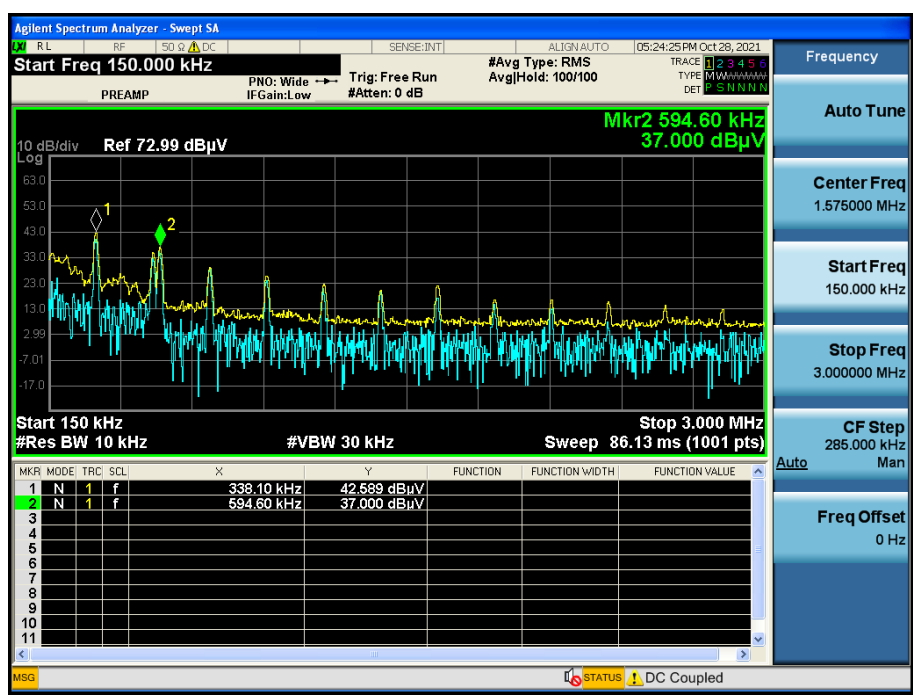 Agilent Spectrum Analyzer - Swept SA
LXI RL RF 50 Ω DC SENSE:INT ALIGN AUTO 05:24:25 PM Oct 28, 2021
Start Freq 150.000 kHz
PREAMP
PNO: Wide
IFGain:Low
Trig: Free Run
#Atten: 0 dB
#Avg Type: RMS
Avg|Hold: 100/100
TRACE 1 2 3 4 5 6
TYPE MWWWWW
DET P S N N N N
Mkr2 594.60 kHz
37.000 dBµV
10 dB/div Ref 72.99 dBµV
Log
63.0
53.0
43.0
33.0
23.0
13.0
2.99
-7.01
-17.0
1
2
Start 150 kHz Stop 3.000 MHz
#Res BW 10 kHz #VBW 30 kHz Sweep 86.13 ms (1001 pts)
MKR MODE TRC SCL X Y FUNCTION FUNCTION WIDTH FUNCTION VALUE
1 N 1 f 338.10 kHz 42.589 dBµV
2 N 1 f 594.60 kHz 37.000 dBµV
3
4
5
6
7
8
9
10
11
MSG STATUS DC Coupled
Frequency
Auto Tune
Center Freq
1.575000 MHz
Start Freq
150.000 kHz
Stop Freq
3.000000 MHz
CF Step
285.000 kHz
Auto Man
Freq Offset
0 Hz